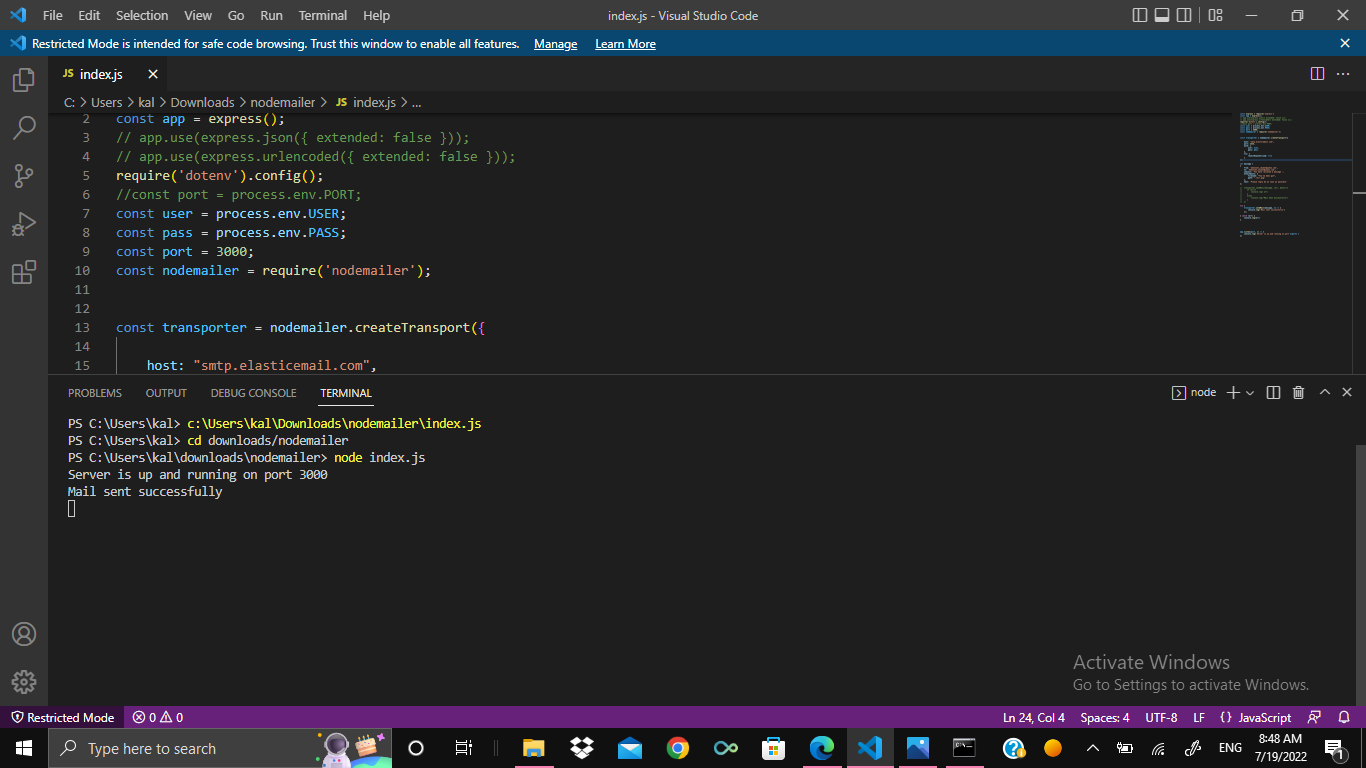 File Edit Selection View Go Run Terminal Help index.js - Visual Studio Code
Restricted Mode is intended for safe code browsing. Trust this window to enable all features. Manage Learn More
JS index.js
C: > Users > kal > Downloads > nodemailer > JS index.js > ...
2 const app = express();
3 // app.use(express.json({ extended: false }));
4 // app.use(express.urlencoded({ extended: false }));
5 require('dotenv').config();
6 //const port = process.env.PORT;
7 const user = process.env.USER;
8 const pass = process.env.PASS;
9 const port = 3000;
10 const nodemailer = require('nodemailer');
11
12
13 const transporter = nodemailer.createTransport({
14
15 host: "smtp.elasticemail.com",
PROBLEMS OUTPUT DEBUG CONSOLE TERMINAL node
PS C:\Users\kal> c:\Users\kal\Downloads\nodemailer\index.js
PS C:\Users\kal> cd downloads/nodemailer
PS C:\Users\kal\downloads\nodemailer> node index.js
Server is up and running on port 3000
Mail sent successfully
Activate Windows
Go to Settings to activate Windows.
Restricted Mode 0 0 Ln 24, Col 4 Spaces: 4 UTF-8 LF {} JavaScript
Type here to search ENG 8:48 AM
7/19/2022 1